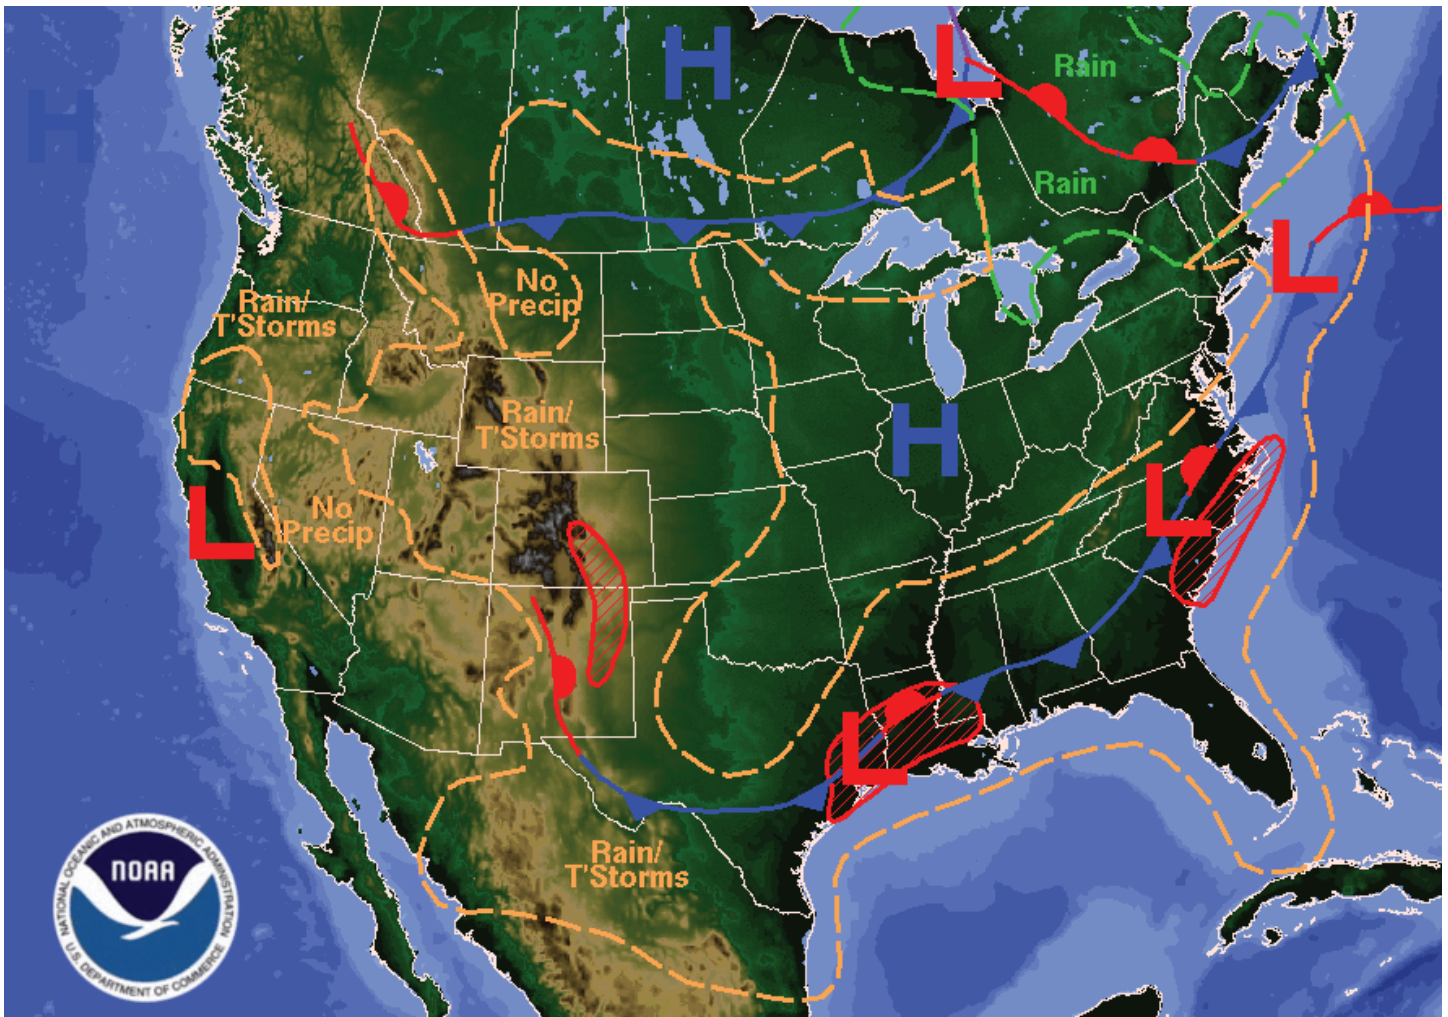 H
L
Rain
H
Rain
L
No
Precip
Rain/
T'Storms
Rain/
T'Storms
H
No
Precip
L
L
L
Rain/
T'Storms
NATIONAL OCEANIC AND ATMOSPHERIC ADMINISTRATION
NOAA
U.S. DEPARTMENT OF COMMERCE